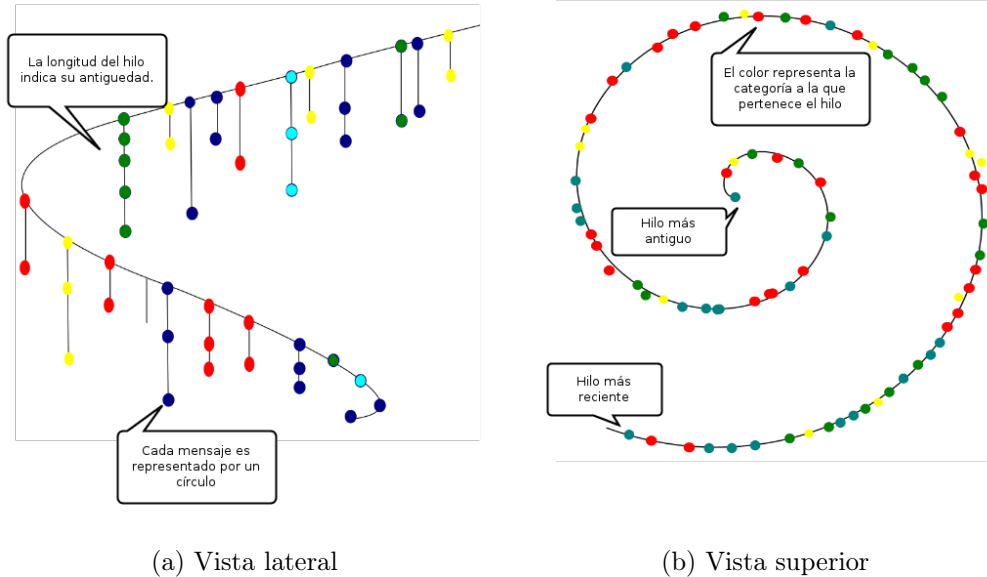 La longitud del hilo
indica su antiguedad.
Cada mensaje es
representado por un
círculo
(a) Vista lateral
El color representa la
categoría a la que
pertenece el hilo
Hilo más
antiguo
Hilo más
reciente
(b) Vista superior